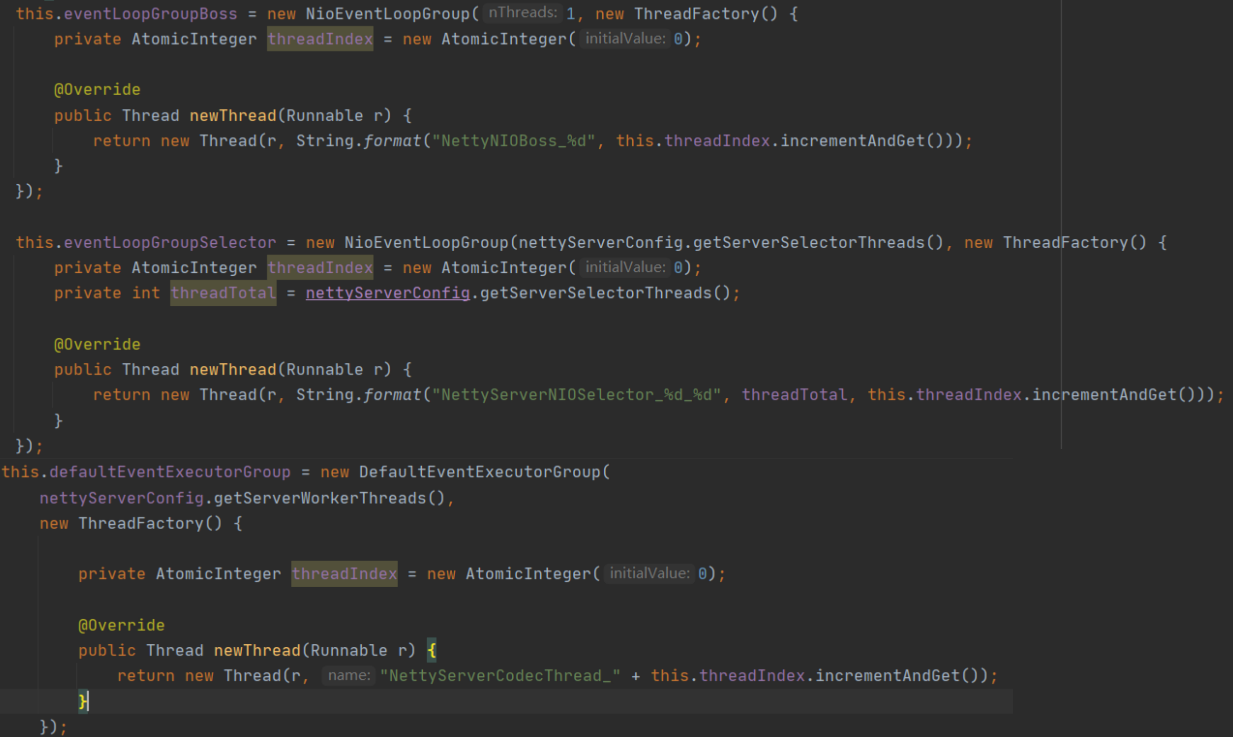 this.eventLoopGroupBoss = new NioEventLoopGroup( nThreads: 1, new ThreadFactory() {
private AtomicInteger threadIndex = new AtomicInteger( initialValue: 0);
@Override
public Thread newThread(Runnable r) {
return new Thread(r, String.format("NettyNIOBoss_%d", this.threadIndex.incrementAndGet()));
}
});
this.eventLoopGroupSelector = new NioEventLoopGroup(nettyServerConfig.getServerSelectorThreads(), new ThreadFactory() {
private AtomicInteger threadIndex = new AtomicInteger( initialValue: 0);
private int threadTotal = nettyServerConfig.getServerSelectorThreads();
@Override
public Thread newThread(Runnable r) {
return new Thread(r, String.format("NettyServerNIOSelector_%d_%d", threadTotal, this.threadIndex.incrementAndGet()));
}
});
this.defaultEventExecutorGroup = new DefaultEventExecutorGroup(
nettyServerConfig.getServerWorkerThreads(),
new ThreadFactory() {
private AtomicInteger threadIndex = new AtomicInteger( initialValue: 0);
@Override
public Thread newThread(Runnable r) {
return new Thread(r, name: "NettyServerCodecThread_" + this.threadIndex.incrementAndGet());
}
});